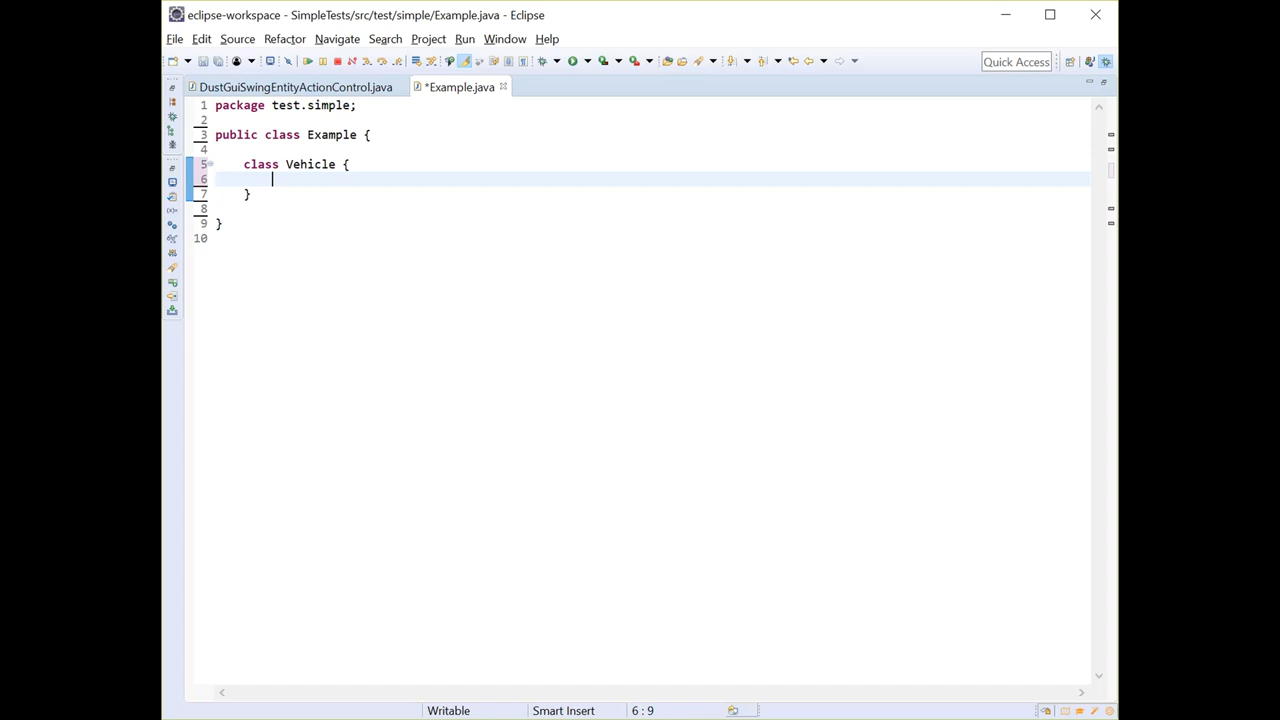 eclipse-workspace - SimpleTests/src/test/simple/Example.java - Eclipse
File Edit Source Refactor Navigate Search Project Run Window Help
Quick Access
DustGuiSwingEntityActionControl.java *Example.java
1 package test.simple;
2
3 public class Example {
4
5 class Vehicle {
6
7 }
8
9 }
10
Writable Smart Insert 6 : 9